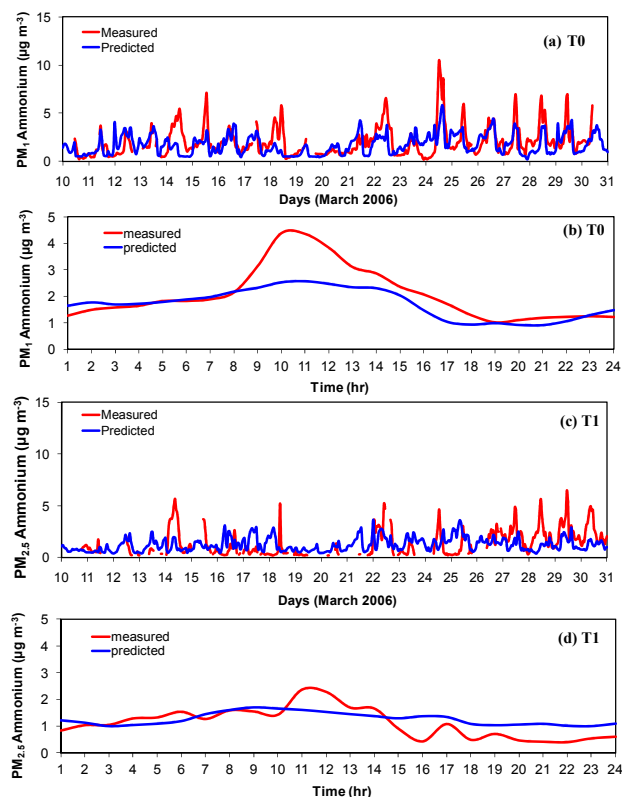 15
Measured
Predicted
(a) T0
10
5
0
PM₁ Ammonium (µg m⁻³)
10 11 12 13 14 15 16 17 18 19 20 21 22 23 24 25 26 27 28 29 30 31
Days (March 2006)
5
measured
predicted
(b) T0
4
3
2
1
0
PM₁ Ammonium (µg m⁻³)
1 2 3 4 5 6 7 8 9 10 11 12 13 14 15 16 17 18 19 20 21 22 23 24
Time (hr)
15
Measured
Predicted
(c) T1
10
5
0
PM₂.₅ Ammonium (µg m⁻³)
10 11 12 13 14 15 16 17 18 19 20 21 22 23 24 25 26 27 28 29 30 31
Days (March 2006)
5
measured
predicted
(d) T1
4
3
2
1
0
PM₂.₅ Ammonium (µg m⁻³)
1 2 3 4 5 6 7 8 9 10 11 12 13 14 15 16 17 18 19 20 21 22 23 24
Time (hr)